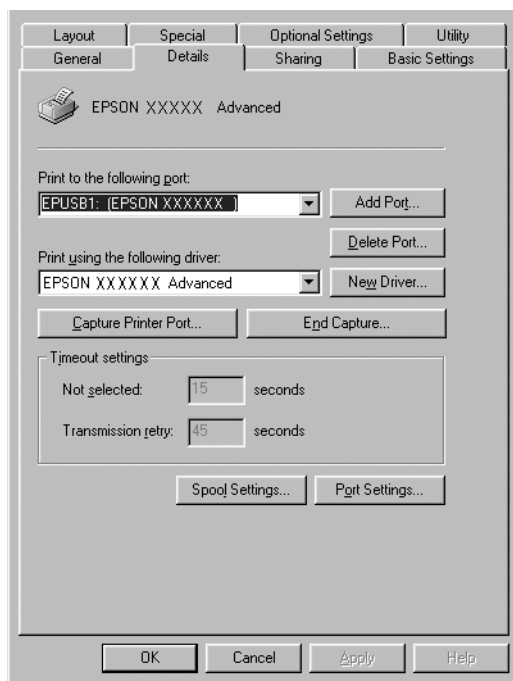 Layout Special Optional Settings Utility
General Details Sharing Basic Settings
EPSON XXXXX Advanced
Print to the following port:
EPUSB1: (EPSON XXXXXX ) Add Port...
Delete Port...
Print using the following driver:
EPSON XXXXXX Advanced New Driver...
Capture Printer Port... End Capture...
Timeout settings
Not selected: 15 seconds
Transmission retry: 45 seconds
Spool Settings... Port Settings...
OK Cancel Apply Help